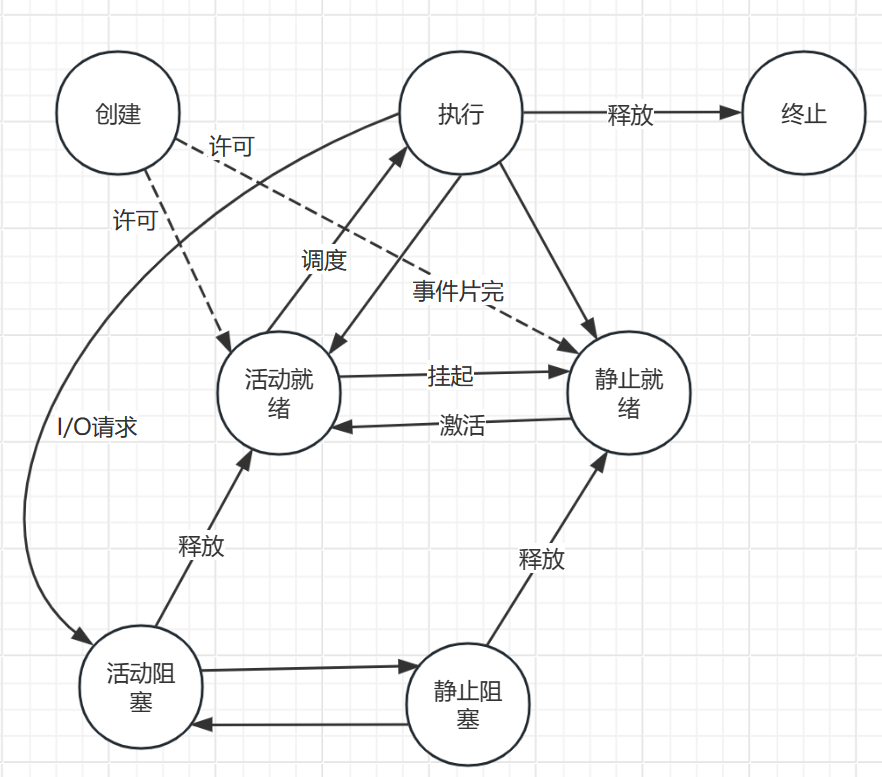 创建
执行
释放
终止
许可
许可
调度
事件片完
活动就
绪
挂起
静止就
绪
激活
I/O请求
释放
释放
活动阻
塞
静止阻
塞